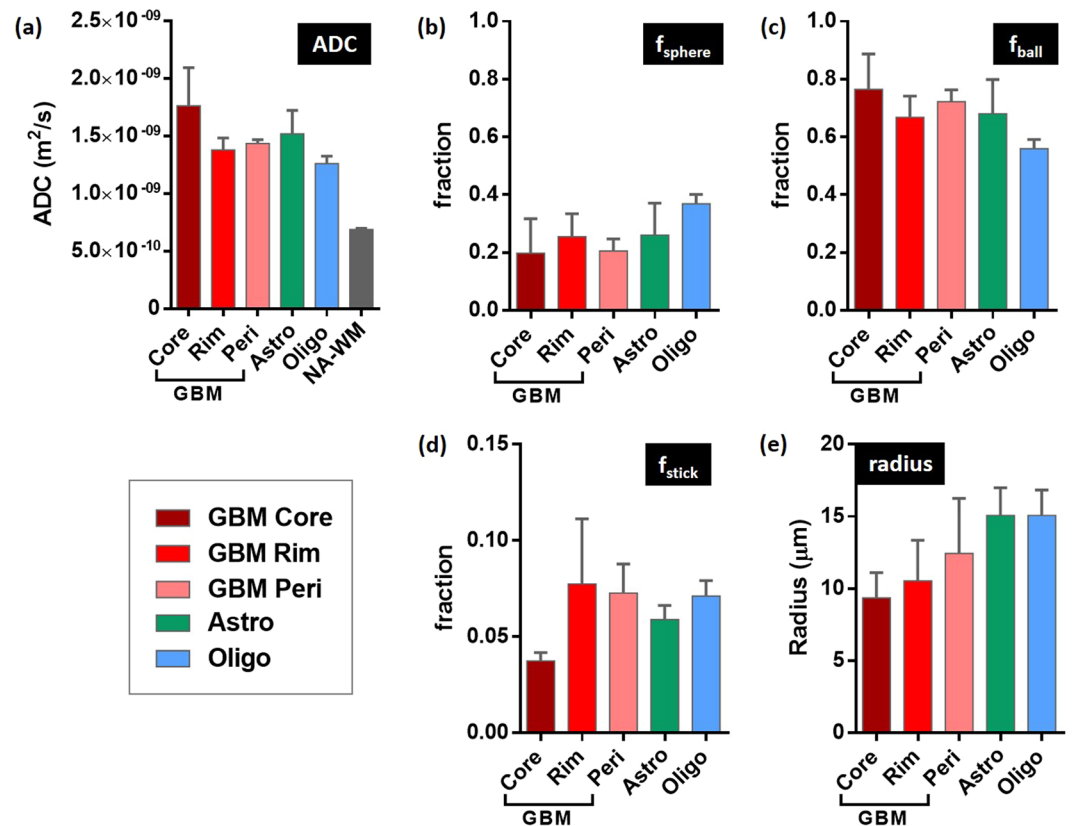 (a)
ADC
2.5×10⁻⁰⁹
2.0×10⁻⁰⁹
1.5×10⁻⁰⁹
1.0×10⁻⁰⁹
5.0×10⁻¹⁰
0
ADC (m²/s)
Core
Rim
Peri
Astro
Oligo
NA-WM
GBM
(b)
f_sphere
1.0
0.8
0.6
0.4
0.2
0.0
fraction
Core
Rim
Peri
Astro
Oligo
GBM
(c)
f_ball
1.0
0.8
0.6
0.4
0.2
0.0
fraction
Core
Rim
Peri
Astro
Oligo
GBM
GBM Core
GBM Rim
GBM Peri
Astro
Oligo
(d)
f_stick
0.15
0.10
0.05
0.00
fraction
Core
Rim
Peri
Astro
Oligo
GBM
(e)
radius
20
15
10
5
0
Radius (μm)
Core
Rim
Peri
Astro
Oligo
GBM